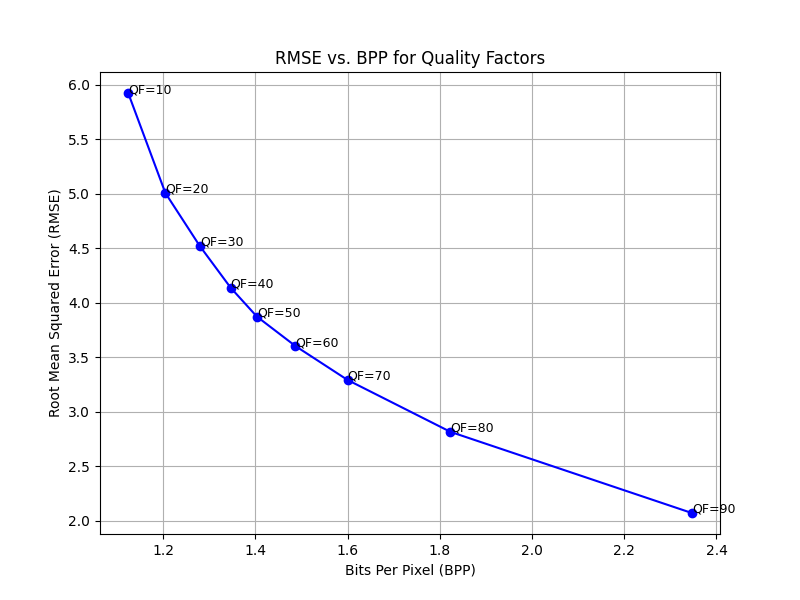 RMSE vs. BPP for Quality Factors
Root Mean Squared Error (RMSE)
6.0
5.5
5.0
4.5
4.0
3.5
3.0
2.5
2.0
QF=10
QF=20
QF=30
QF=40
QF=50
QF=60
QF=70
QF=80
QF=90
1.2 1.4 1.6 1.8 2.0 2.2 2.4
Bits Per Pixel (BPP)